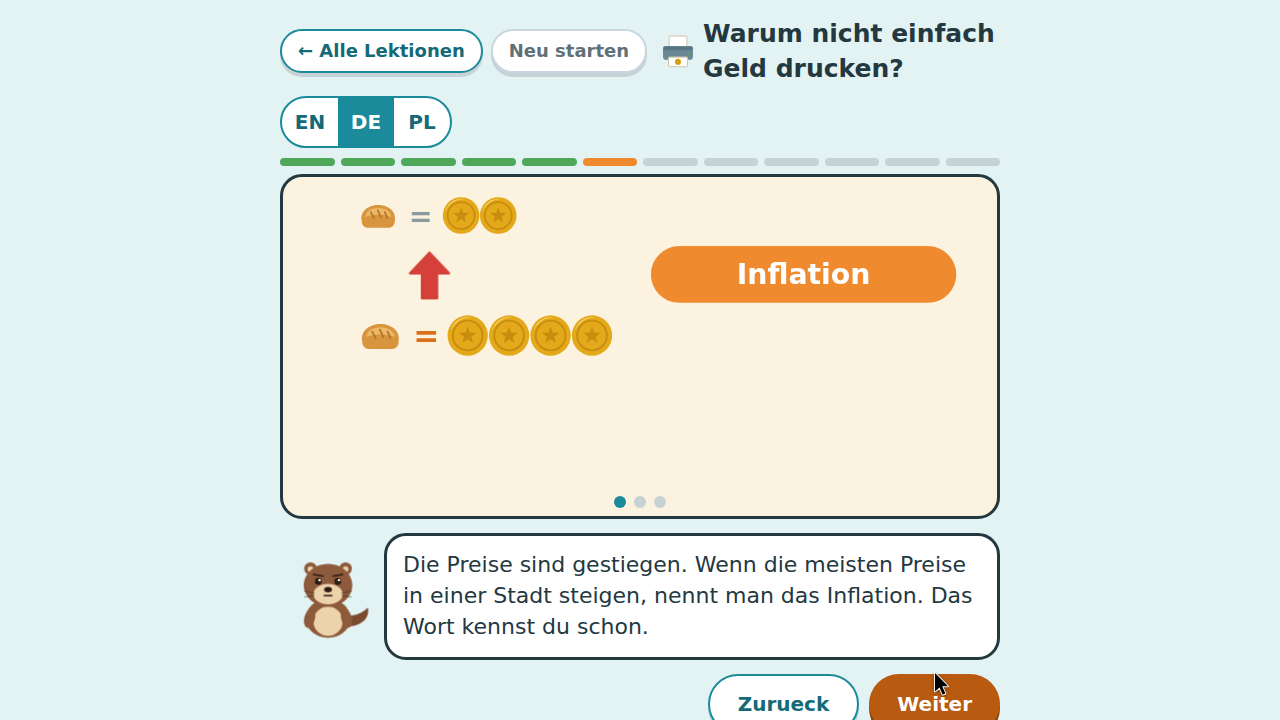 ← Alle Lektionen
Neu starten
Warum nicht einfach
Geld drucken?
EN DE PL
=
Inflation
=
Die Preise sind gestiegen. Wenn die meisten Preise
in einer Stadt steigen, nennt man das Inflation. Das
Wort kennst du schon.
Zurueck
Weiter